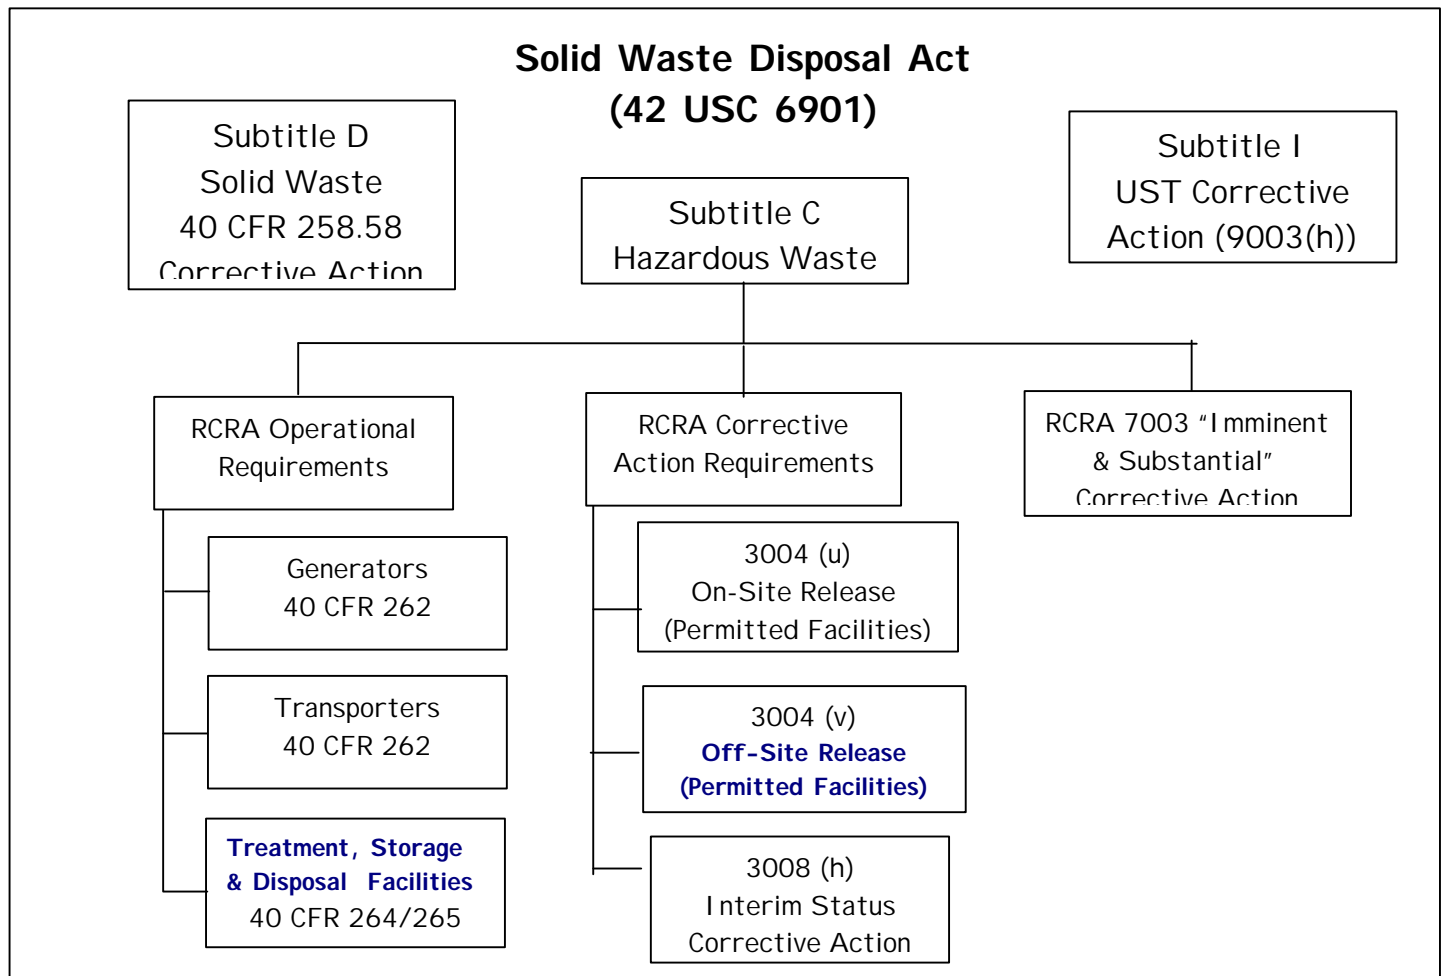 Solid Waste Disposal Act
(42 USC 6901)
Subtitle D
Solid Waste
40 CFR 258.58
Corrective Action
Subtitle C
Hazardous Waste
Subtitle I
UST Corrective
Action (9003(h))
RCRA Operational
Requirements
RCRA Corrective
Action Requirements
RCRA 7003 “Imminent
& Substantial”
Corrective Action
Generators
40 CFR 262
Transporters
40 CFR 262
Treatment, Storage
& Disposal Facilities
40 CFR 264/265
3004 (u)
On-Site Release
(Permitted Facilities)
3004 (v)
Off-Site Release
(Permitted Facilities)
3008 (h)
Interim Status
Corrective Action